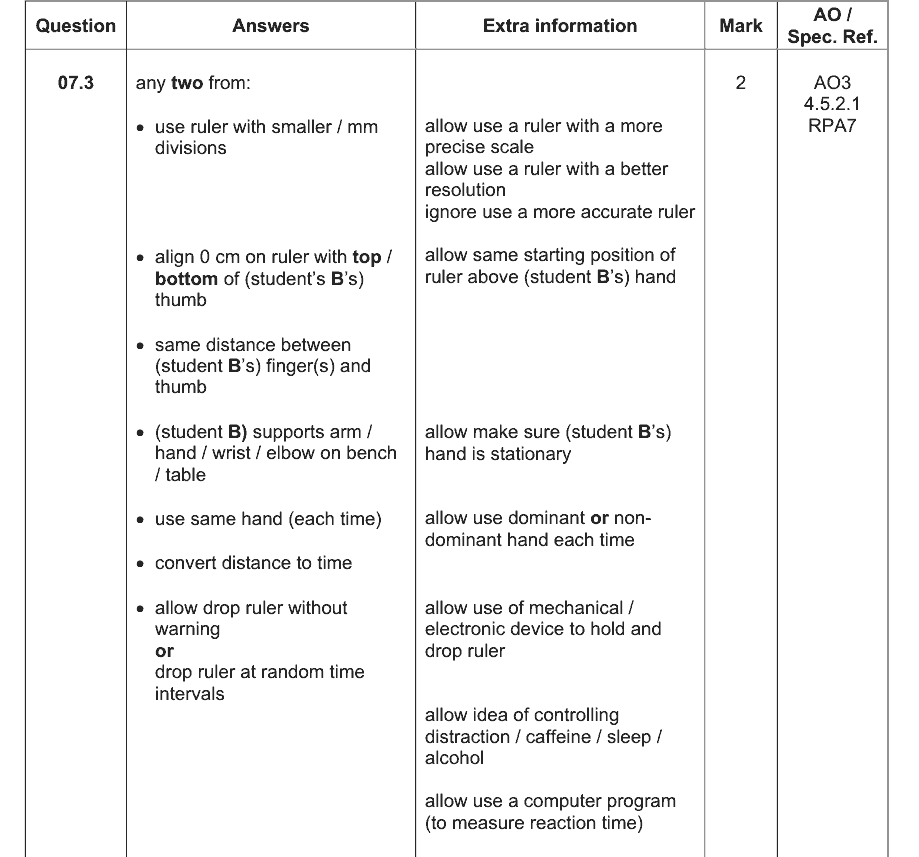 Question
Answers
Extra information
Mark
AO /
Spec. Ref.
07.3
any two from:
2
AO3
4.5.2.1
RPA7
• use ruler with smaller / mm
divisions
allow use a ruler with a more
precise scale
allow use a ruler with a better
resolution
ignore use a more accurate ruler
• align 0 cm on ruler with top /
bottom of (student's B's)
thumb
allow same starting position of
ruler above (student B's) hand
• same distance between
(student B's) finger(s) and
thumb
• (student B) supports arm /
hand / wrist / elbow on bench
/ table
allow make sure (student B's)
hand is stationary
• use same hand (each time)
allow use dominant or non-
dominant hand each time
• convert distance to time
• allow drop ruler without
warning
or
drop ruler at random time
intervals
allow use of mechanical /
electronic device to hold and
drop ruler
allow idea of controlling
distraction / caffeine / sleep /
alcohol
allow use a computer program
(to measure reaction time)